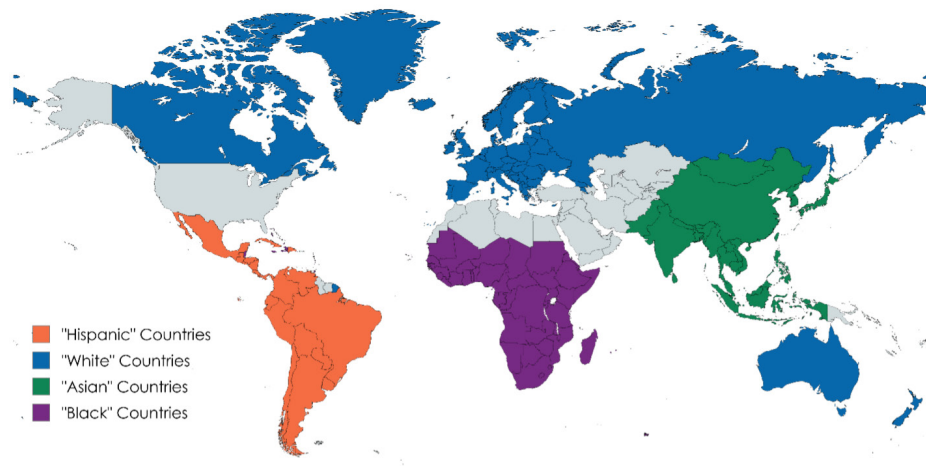 "Hispanic" Countries
"White" Countries
"Asian" Countries
"Black" Countries